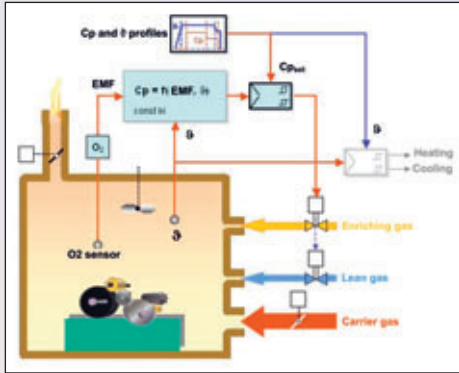 Cp and ϑ profiles
Cp
EMF
Cp = f( EMF, ϑ,
const )
Cp
ϑ
ϑ
O₂
Heating
Cooling
O2 sensor
ϑ
Enriching gas
Lean gas
Carrier gas